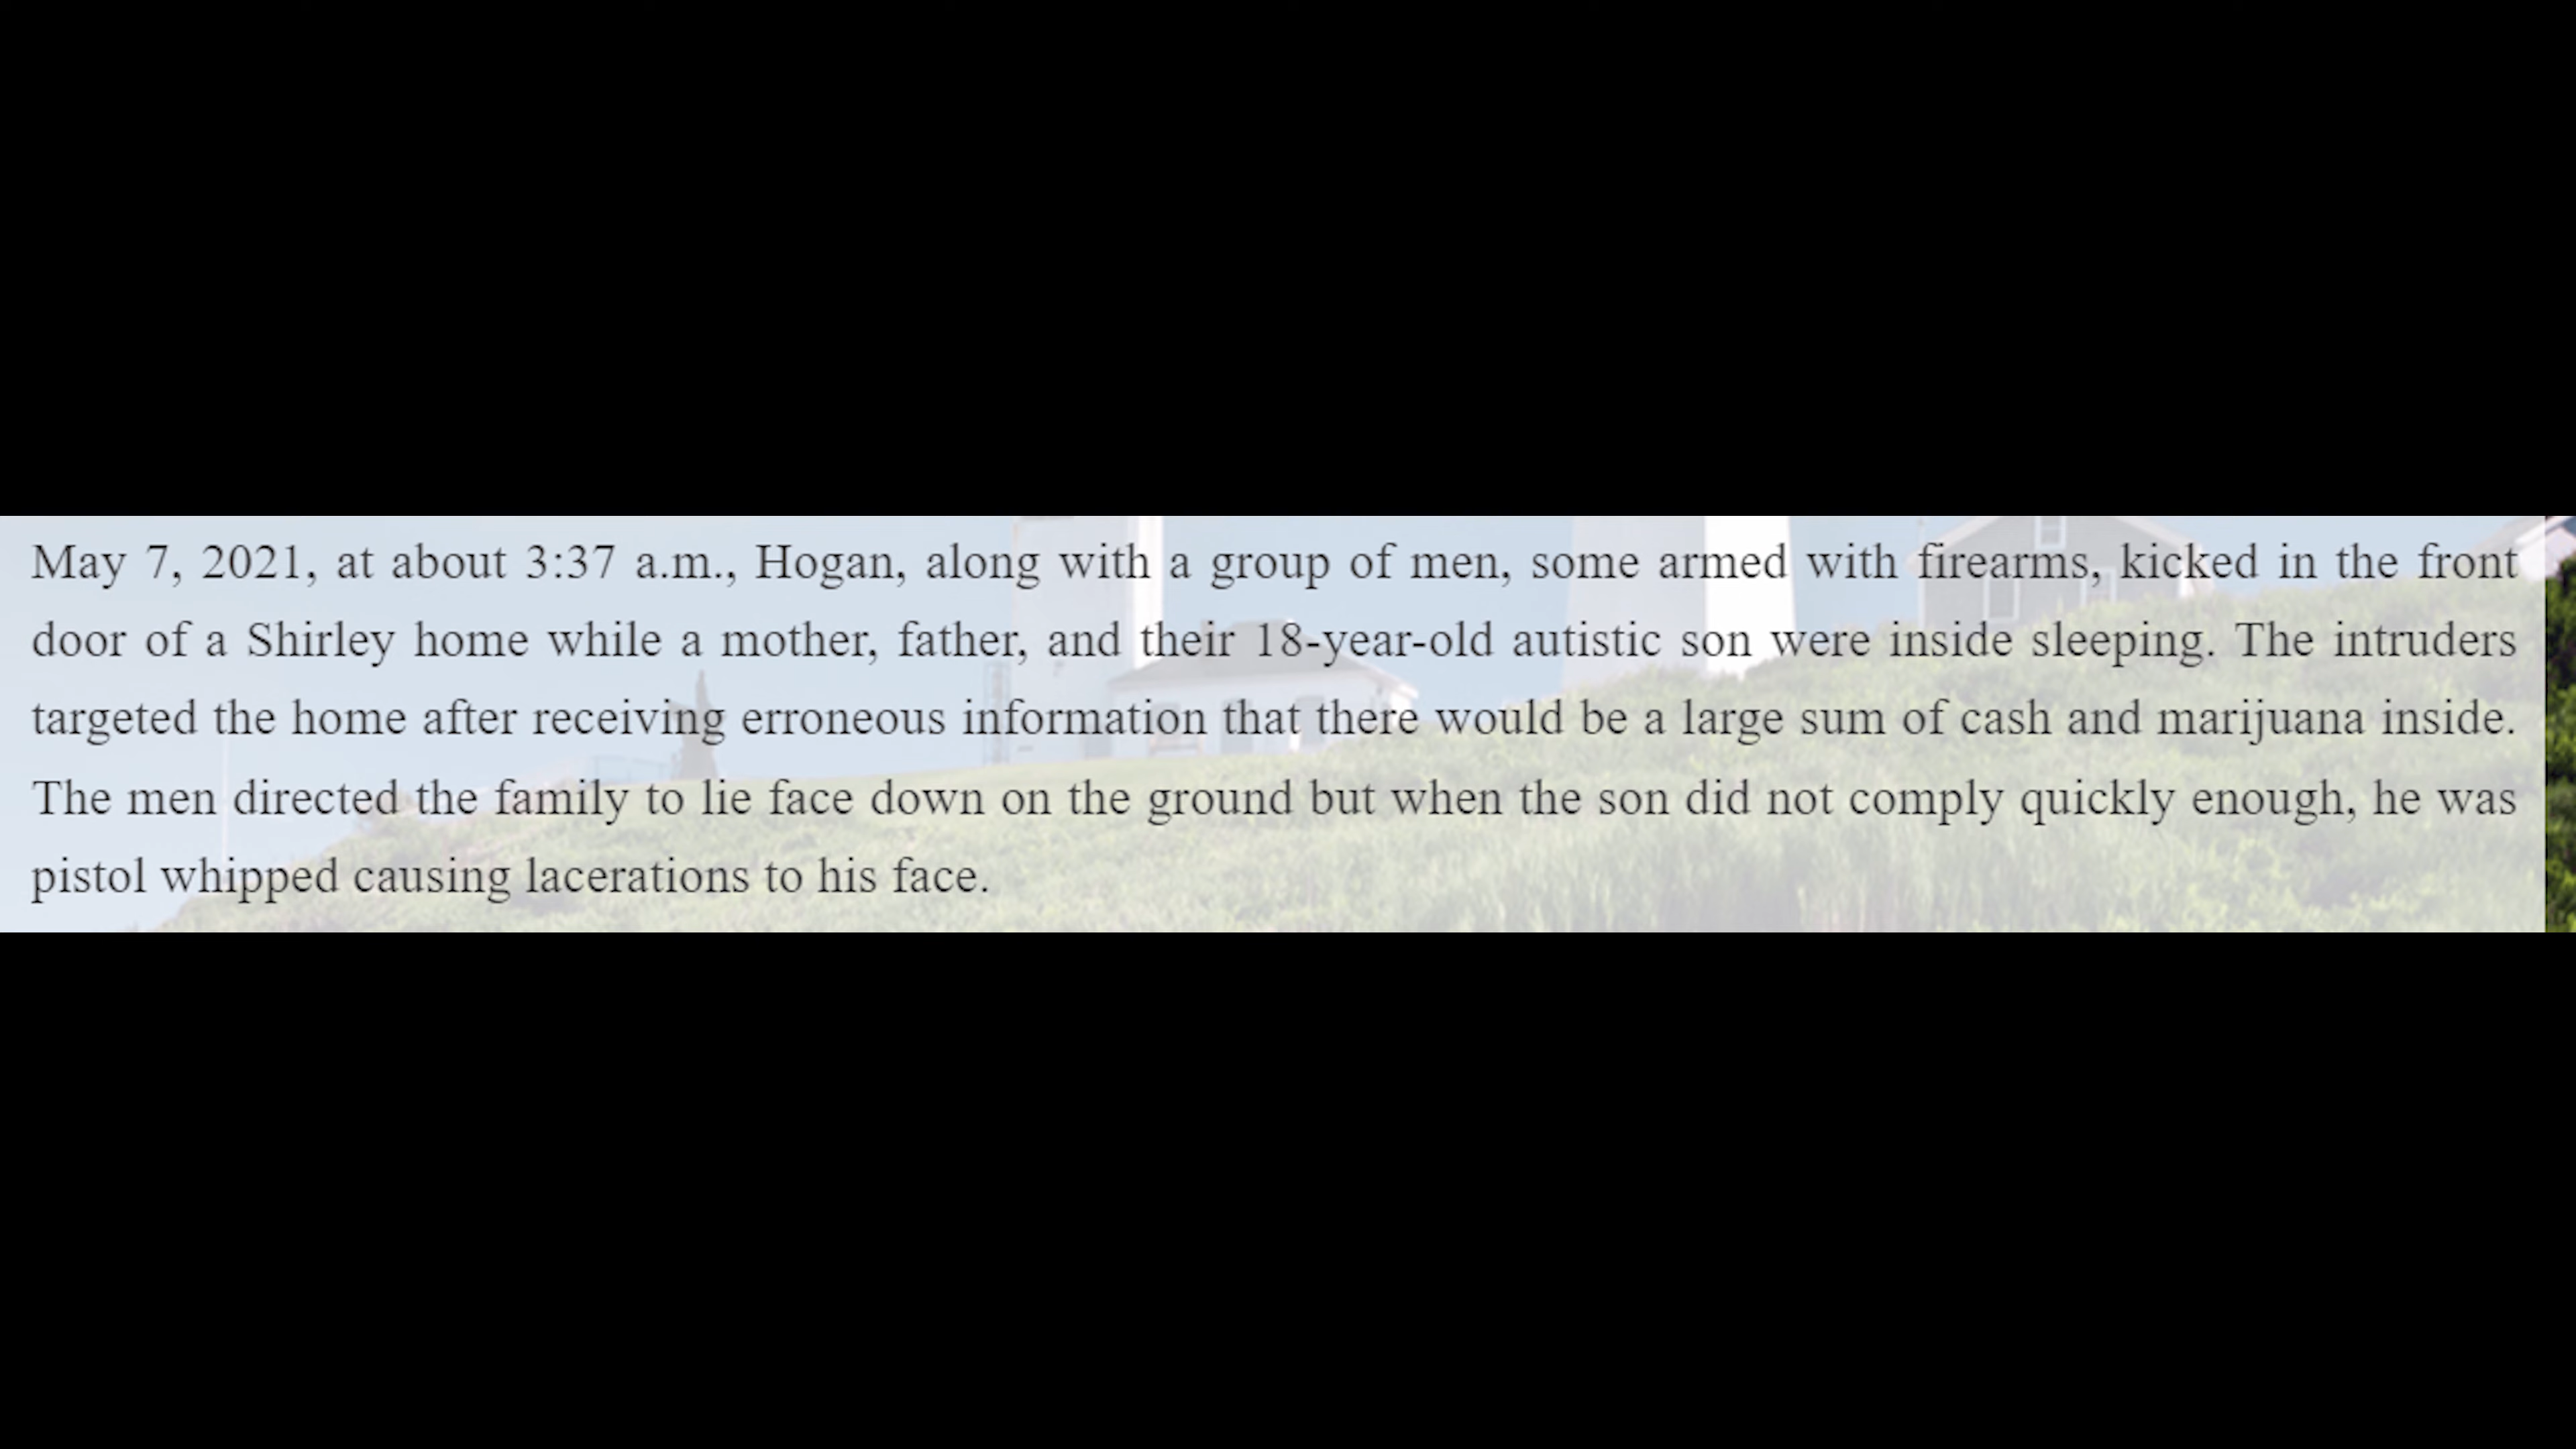 May 7, 2021, at about 3:37 a.m., Hogan, along with a group of men, some armed with firearms, kicked in the front
door of a Shirley home while a mother, father, and their 18-year-old autistic son were inside sleeping. The intruders
targeted the home after receiving erroneous information that there would be a large sum of cash and marijuana inside.
The men directed the family to lie face down on the ground but when the son did not comply quickly enough, he was
pistol whipped causing lacerations to his face.